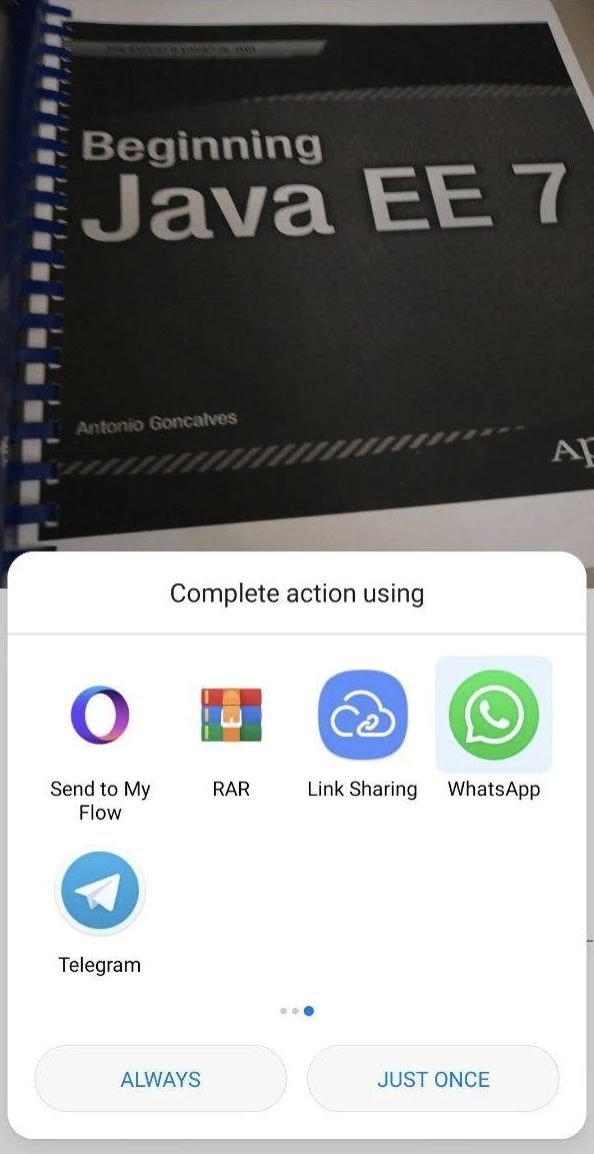 Beginning
Java EE 7
Antonio Goncalves
Ap
Complete action using
Send to My
Flow
RAR
Link Sharing
WhatsApp
Telegram
ALWAYS
JUST ONCE